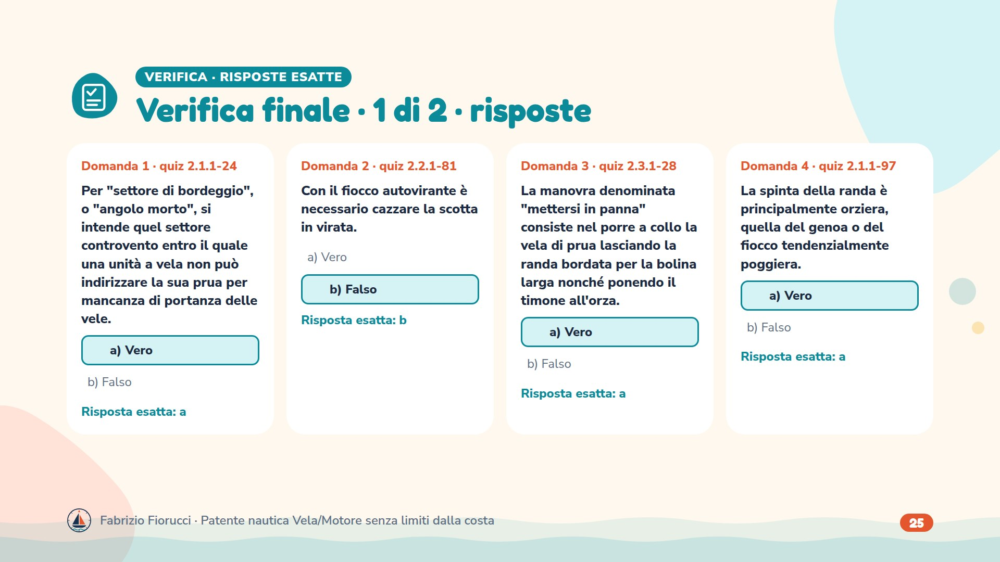 VERIFICA · RISPOSTE ESATTE
Verifica finale · 1 di 2 · risposte
Domanda 1 · quiz 2.1.1-24
Per "settore di bordeggio",
o "angolo morto", si
intende quel settore
controvento entro il quale
una unità a vela non può
indirizzare la sua prua per
mancanza di portanza delle
vele.
a) Vero
b) Falso
Risposta esatta: a
Domanda 2 · quiz 2.2.1-81
Con il fiocco autovirante è
necessario cazzare la scotta
in virata.
a) Vero
b) Falso
Risposta esatta: b
Domanda 3 · quiz 2.3.1-28
La manovra denominata
"mettersi in panna"
consiste nel porre a collo la
vela di prua lasciando la
randa bordata per la bolina
larga nonché ponendo il
timone all'orza.
a) Vero
b) Falso
Risposta esatta: a
Domanda 4 · quiz 2.1.1-97
La spinta della randa è
principalmente orziera,
quella del genoa o del
fiocco tendenzialmente
poggiera.
a) Vero
b) Falso
Risposta esatta: a
Fabrizio Fiorucci · Patente nautica Vela/Motore senza limiti dalla costa
25